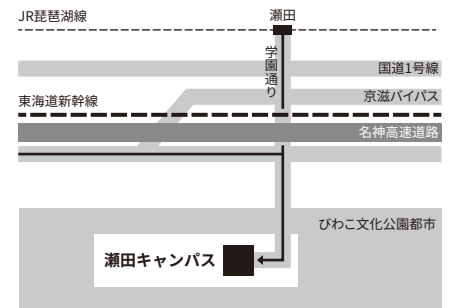 JR琵琶湖線
瀬田
学園通り
国道1号線
京滋バイパス
東海道新幹線
名神高速道路
びわこ文化公園都市
瀬田キャンパス